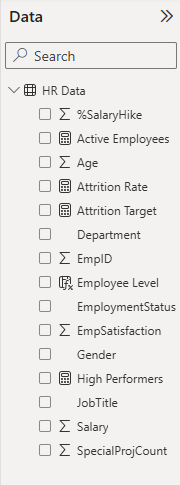 Data
Search
HR Data
%SalaryHike
Active Employees
Age
Attrition Rate
Attrition Target
Department
EmpID
Employee Level
EmploymentStatus
EmpSatisfaction
Gender
High Performers
JobTitle
Salary
SpecialProjCount